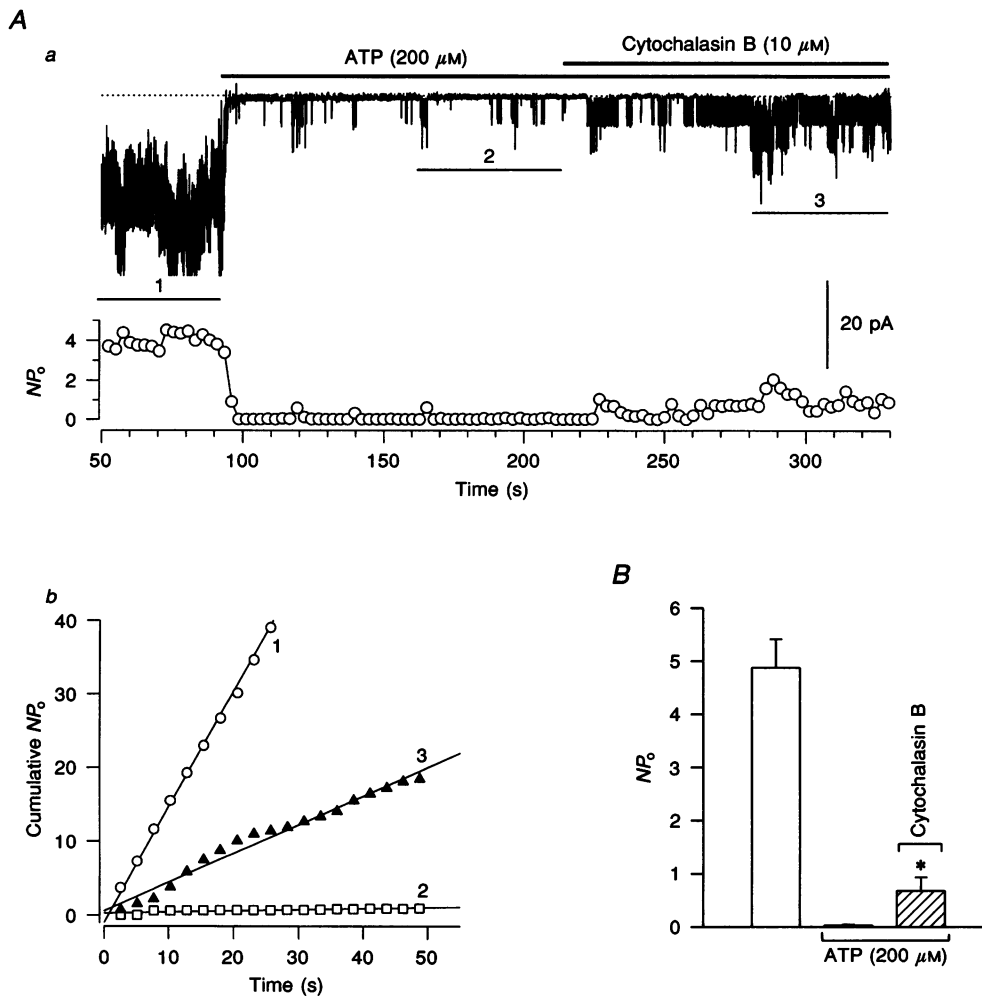 A
a
ATP (200 μM)
Cytochalasin B (10 μM)
2
3
1
20 pA
4
2
0
NPo
50 100 150 200 250 300
Time (s)
b
40
30
20
10
0
Cumulative NPo
1
3
2
0 10 20 30 40 50
Time (s)
B
6
5
4
3
2
1
0
NPo
Cytochalasin B
*
ATP (200 μM)